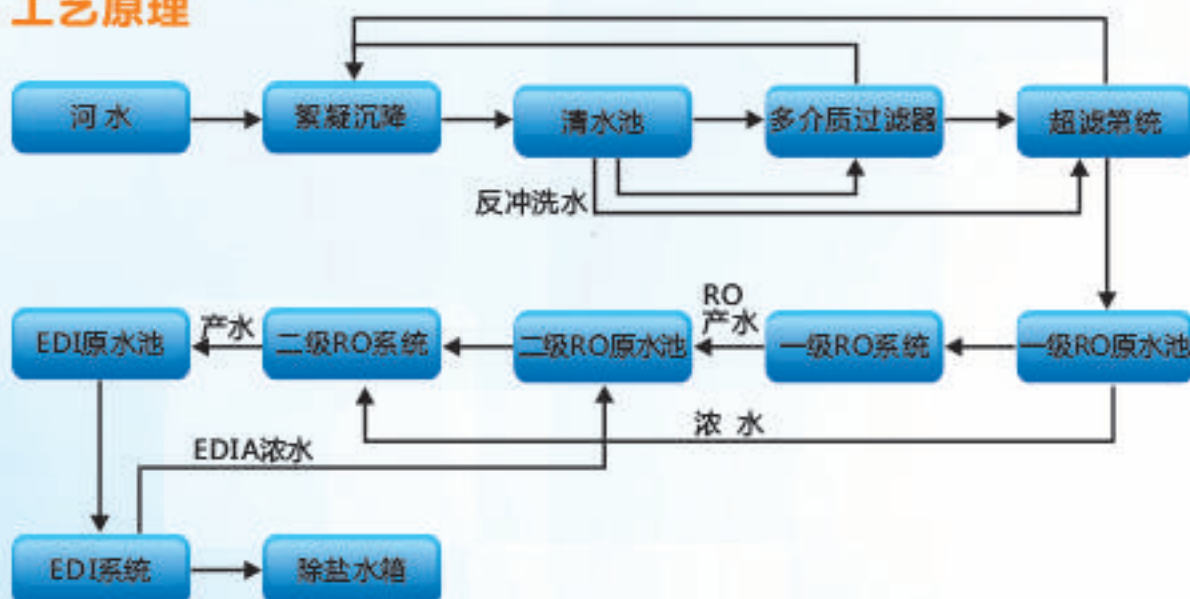 工艺原理
河水
絮凝沉降
清水池
多介质过滤器
超滤第统
反冲洗水
EDI原水池
产水
二级RO系统
二级RO原水池
RO
产水
一级RO系统
一级RO原水池
浓 水
EDIA浓水
EDI系统
除盐水箱